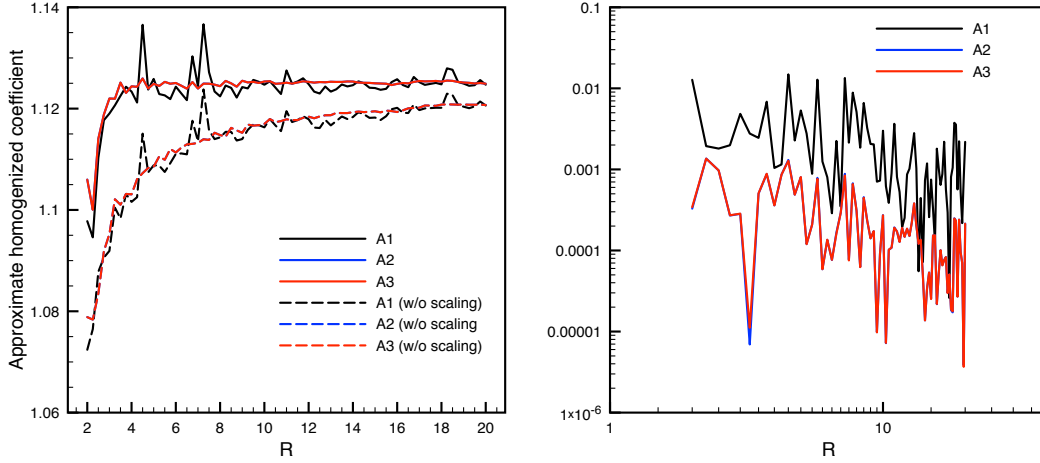 1.14
1.12
1.1
1.08
1.06
Approximate homogenized coefficient
A1
A2
A3
A1 (w/o scaling)
A2 (w/o scaling
A3 (w/o scaling)
2 4 6 8 10 12 14 16 18 20
R
0.1
0.01
0.001
0.0001
0.00001
1×10-6
A1
A2
A3
1 10
R